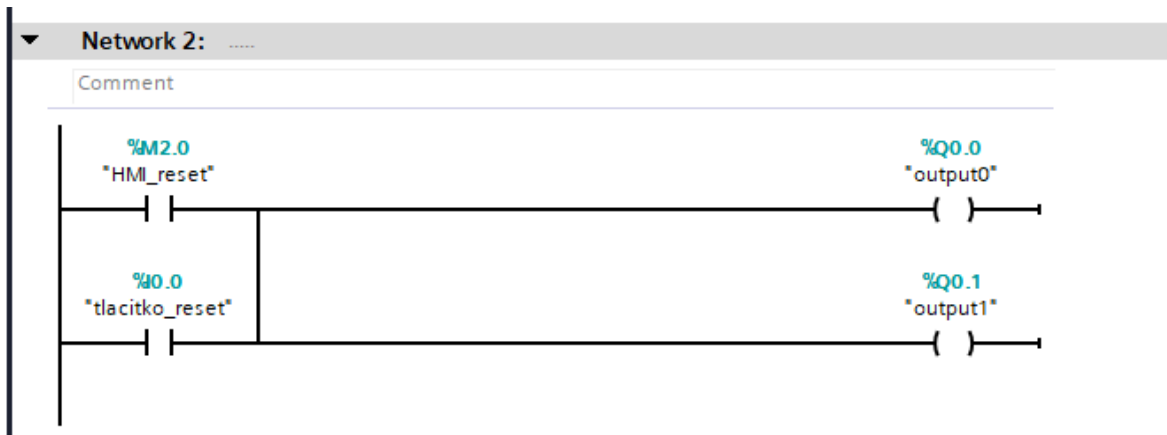 Network 2: .....
Comment
%M2.0
"HMI_reset"
%Q0.0
"output0"
%I0.0
"tlacitko_reset"
%Q0.1
"output1"